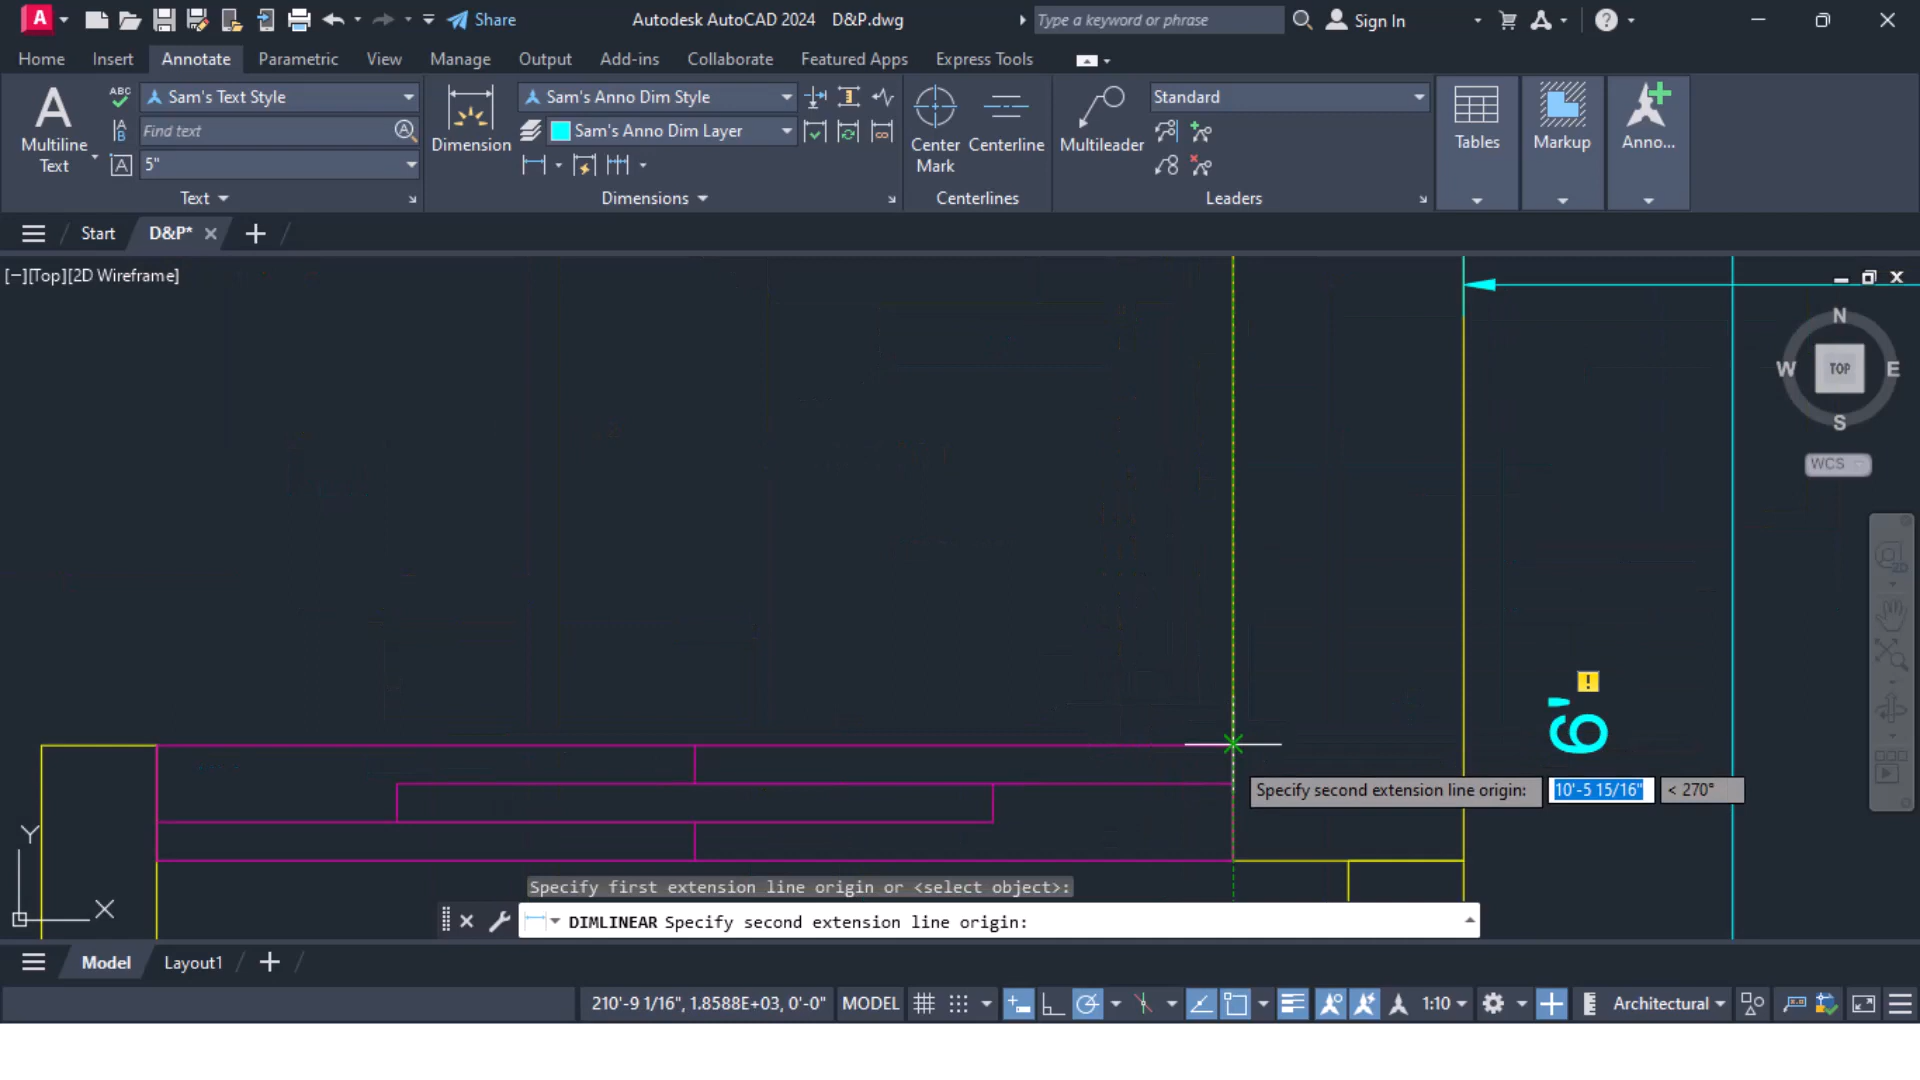 A Share Autodesk AutoCAD 2024 D&P.dwg Type a keyword or phrase Sign In
Home Insert Annotate Parametric View Manage Output Add-ins Collaborate Featured Apps Express Tools
A Multiline Text
ABC Sam's Text Style
A B Find text A
A 5"
Text
Dimension
Sam's Anno Dim Style
Sam's Anno Dim Layer
Dimensions
Center Mark
Centerline
Centerlines
Multileader
Standard
Leaders
Tables
Markup
Anno...
Start D&P*
[−][Top][2D Wireframe]
N
W TOP E
S
WCS
2D
6'
!
Specify second extension line origin: 10'-5 15/16" < 270°
Y
X
Specify first extension line origin or <select object>:
DIMLINEAR Specify second extension line origin:
Model Layout1
210'-9 1/16", 1.8588E+03, 0'-0" MODEL 1:10 Architectural